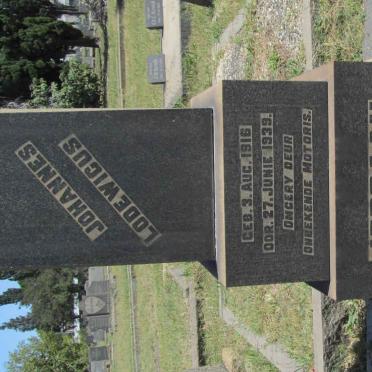 JOHANNES
LODEWICUS
GEB. 3. AUG. 1916
OOR. 27. JUNIE 1939.
ONGERY DEUR
ONBEKENDE MOTORIS.